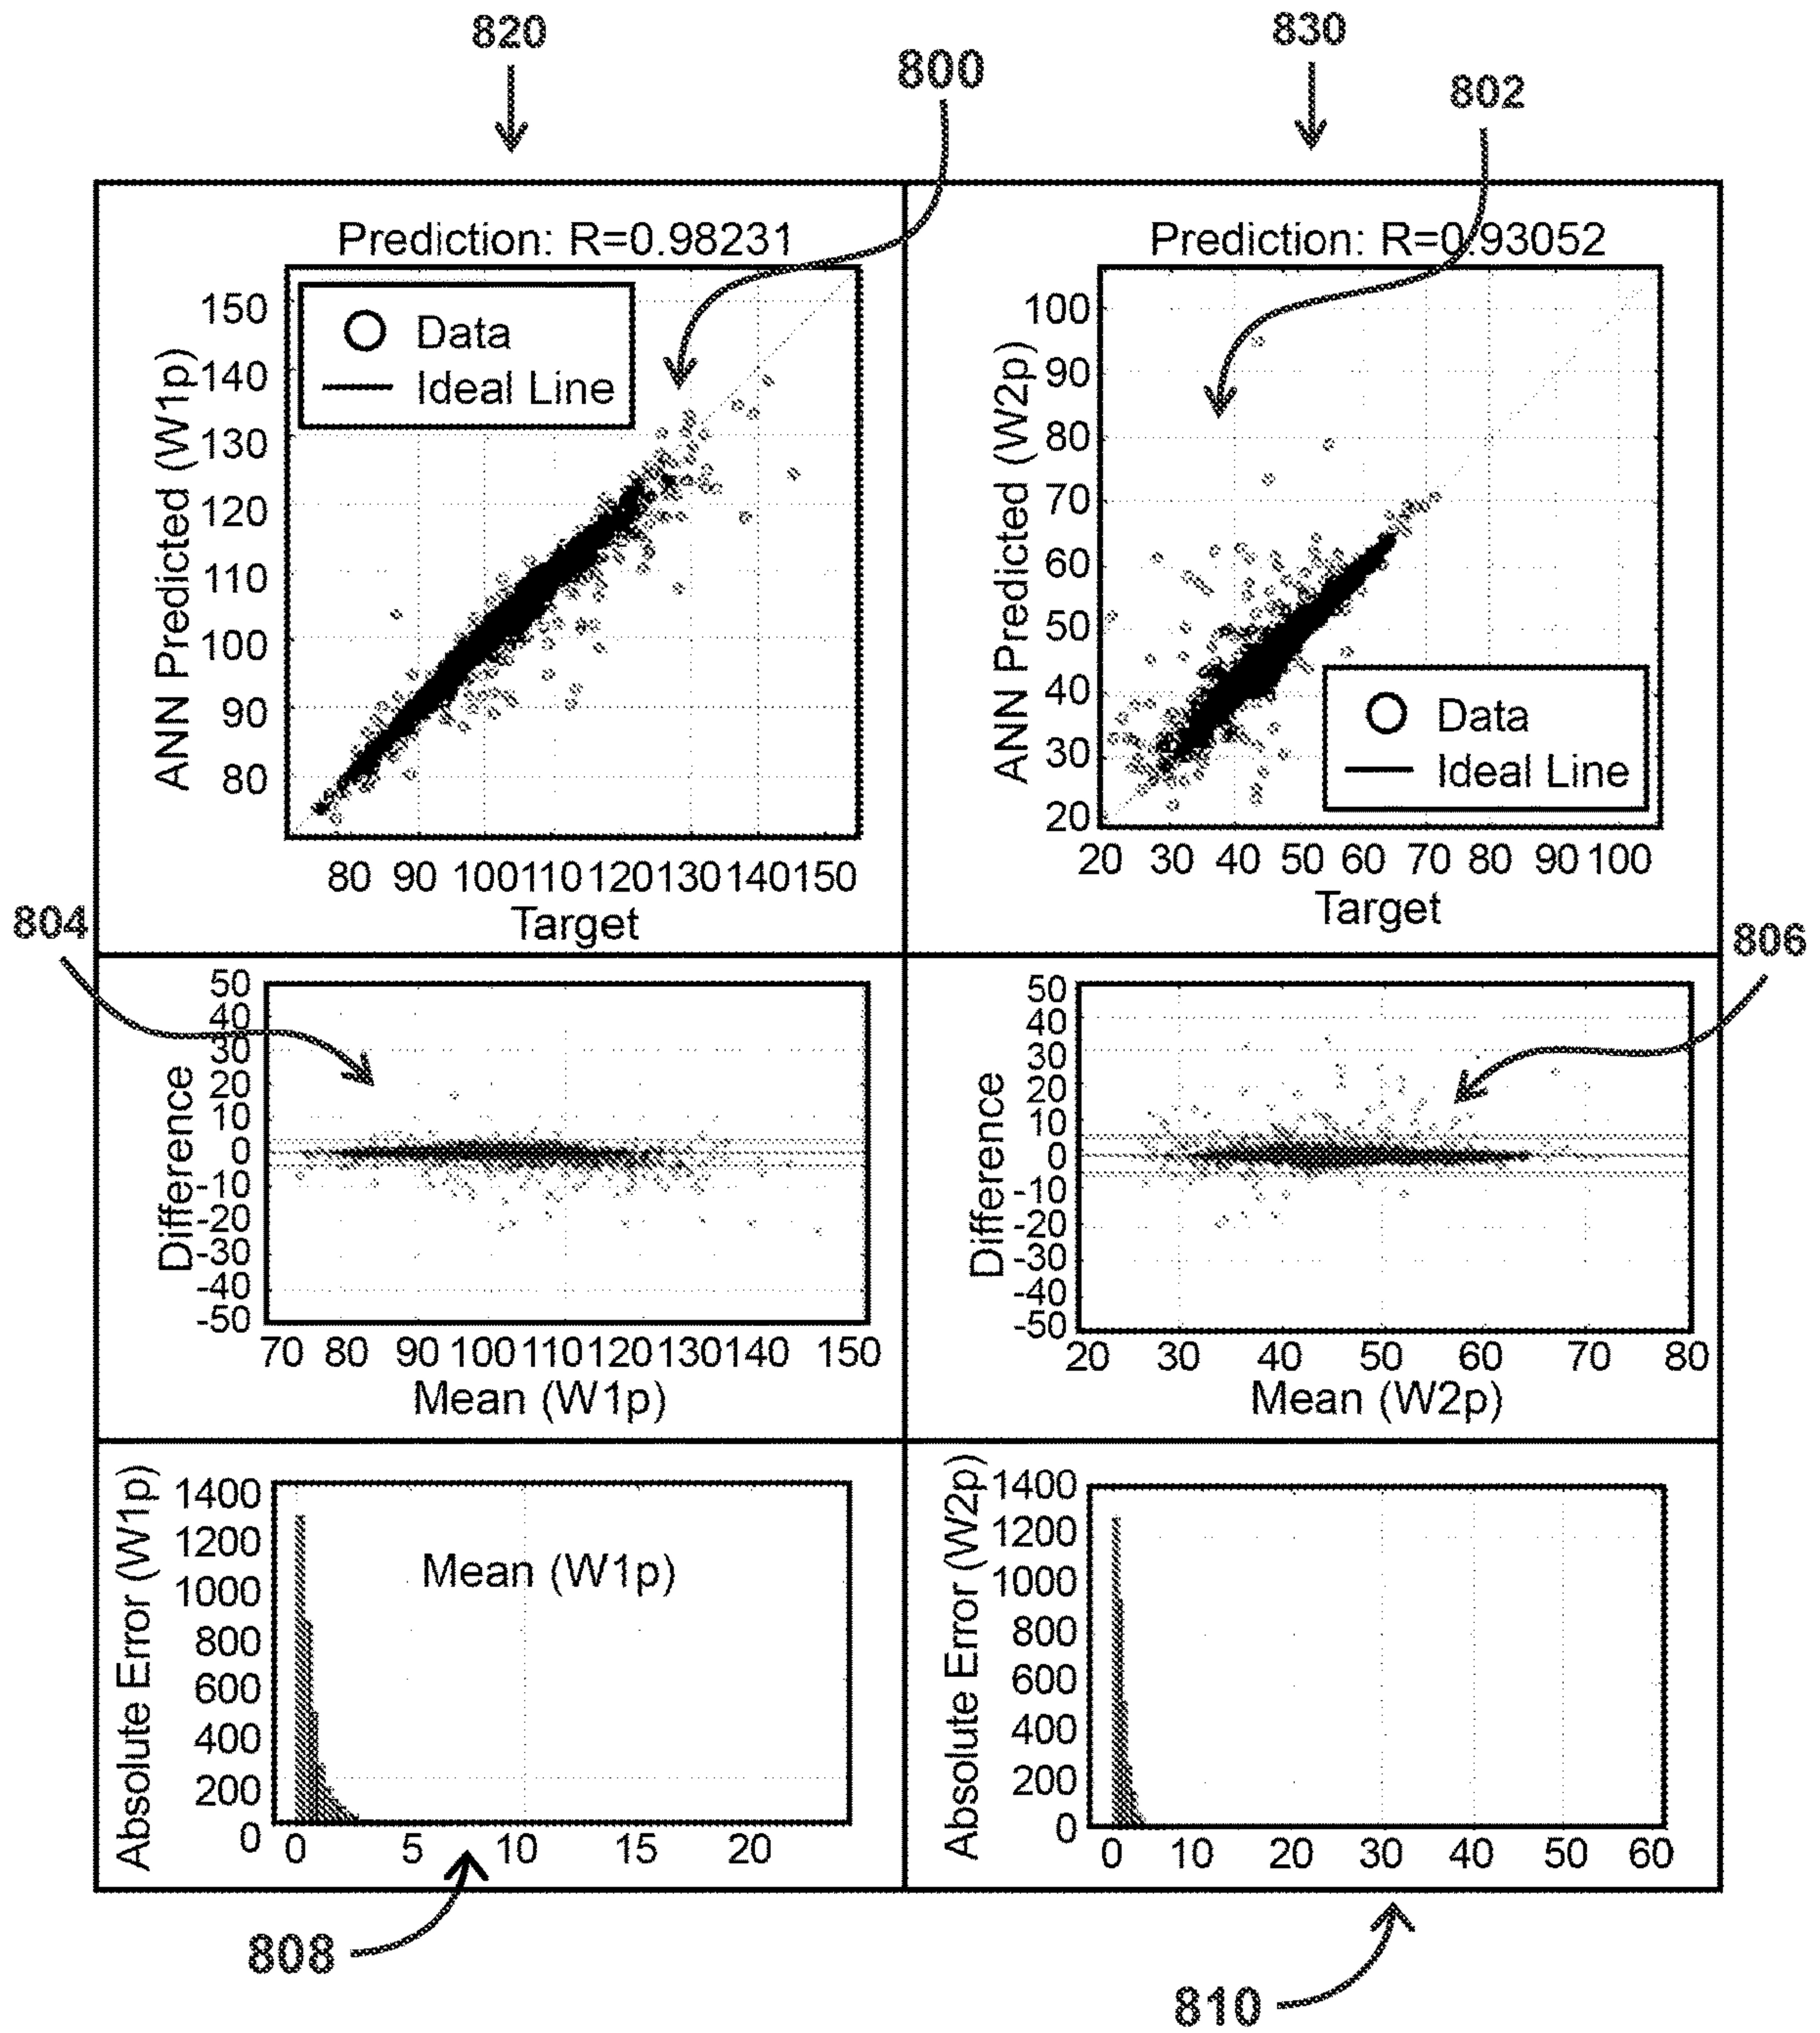 820
830
800
802
Prediction: R=0.98231
150
140
130
120
110
100
90
80
ANN Predicted (W1p)
Data
Ideal Line
80 90 100 110 120 130 140 150
Target
Prediction: R=0.93052
100
90
80
70
60
50
40
30
20
ANN Predicted (W2p)
Data
Ideal Line
20 30 40 50 60 70 80 90 100
Target
804
806
50
40
30
20
10
0
-10
-20
-30
-40
-50
Difference
70 80 90 100 110 120 130 140 150
Mean (W1p)
50
40
30
20
10
0
-10
-20
-30
-40
-50
Difference
20 30 40 50 60 70 80
Mean (W2p)
1400
1200
1000
800
600
400
200
0
Absolute Error (W1p)
Mean (W1p)
0 5 10 15 20
1400
1200
1000
800
600
400
200
0
Absolute Error (W2p)
0 10 20 30 40 50 60
808
810